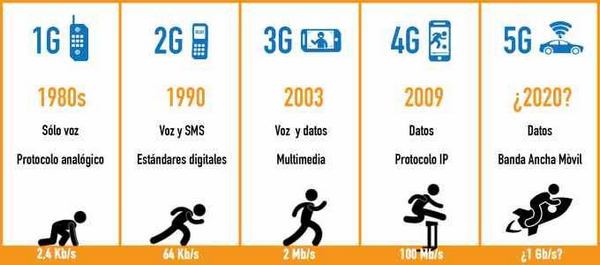 1G
1980s
Sólo voz
Protocolo analógico
2,4 Kb/s
2G
1990
Voz y SMS
Estándares digitales
64 Kb/s
3G
2003
Voz y datos
Multimedia
2 Mb/s
4G
2009
Datos
Protocolo IP
100 Mb/s
5G
¿2020?
Datos
Banda Ancha Mòvil
¿1 Gb/s?